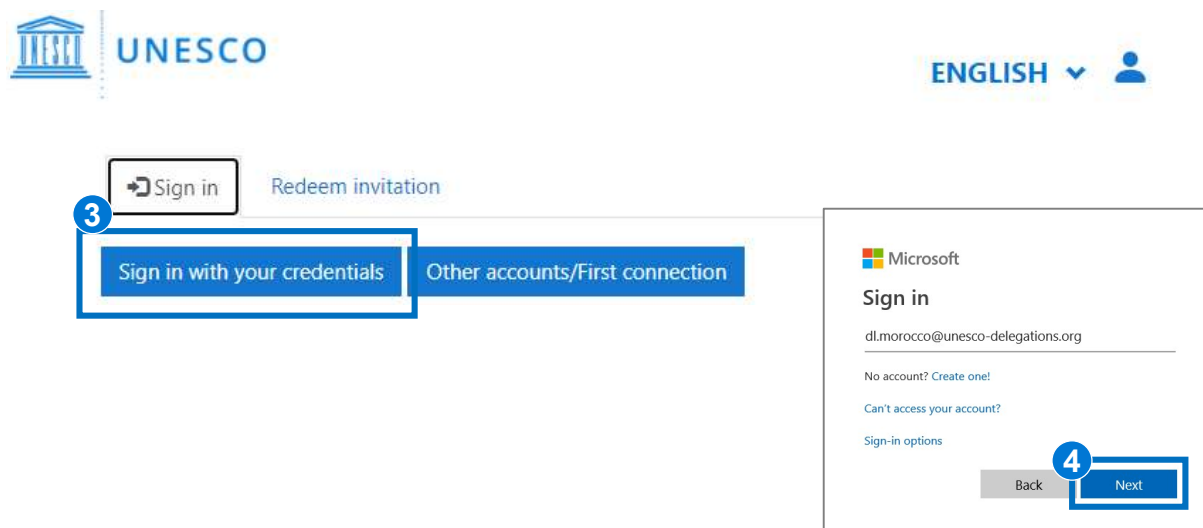 UNESCO
UNESCO
ENGLISH
Sign in
Redeem invitation
3
Sign in with your credentials
Other accounts/First connection
Microsoft
Sign in
dl.morocco@unesco-delegations.org
No account? Create one!
Can't access your account?
Sign-in options
4
Back
Next